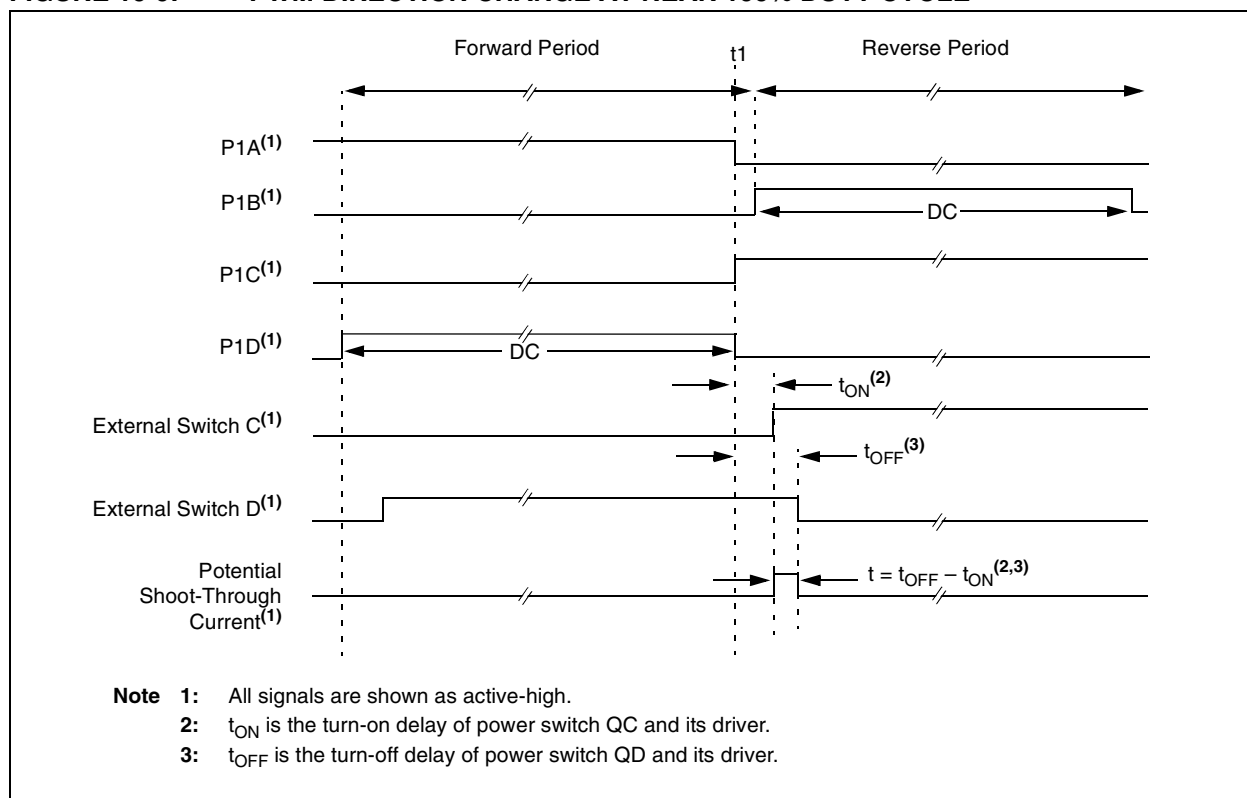 Forward Period
t1
Reverse Period
P1A(1)
P1B(1)
DC
P1C(1)
P1D(1)
DC
tON(2)
External Switch C(1)
tOFF(3)
External Switch D(1)
Potential
Shoot-Through
Current(1)
t = tOFF – tON(2,3)
Note 1: All signals are shown as active-high.
2: tON is the turn-on delay of power switch QC and its driver.
3: tOFF is the turn-off delay of power switch QD and its driver.